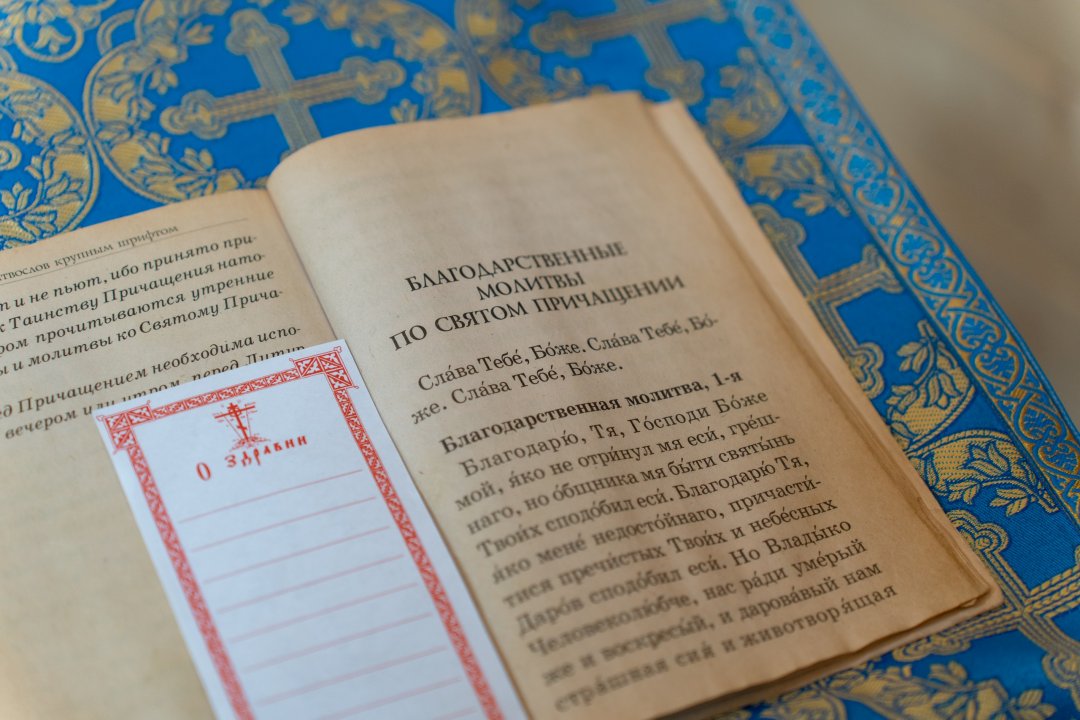 крупным шрифтом
и не пьют, ибо принято при-
к Таинству Причащения нато-
прочитываются утренние
и молитвы ко Святому Прича-
Причащением необходима испо-
вечером или утром, перед Литур-
О ЗДРАВИИ
БЛАГОДАРСТВЕННЫЕ
МОЛИТВЫ
ПО СВЯТОМ ПРИЧАЩЕНИИ
Сла́ва Тебе́, Бо́же. Сла́ва Тебе́, Бо́-
же. Сла́ва Тебе́, Бо́же.
Благодарственная молитва, 1-я
Благодарю́, Тя, Го́споди Бо́же
мой, я́ко не отри́нул мя еси́, гре́ш-
наго, но о́бщника мя бы́ти святы́нь
Твои́х сподо́бил еси́. Благодарю́ Тя,
я́ко мене́ недосто́йнаго, причасти́-
тися пречи́стых Твои́х и небе́сных
Даро́в сподо́бил еси́. Но Влады́ко
Человеколю́бче, нас ра́ди уме́рый
же и воскресы́й, и дарова́вый нам
стра́шная сия́ и животворя́щая